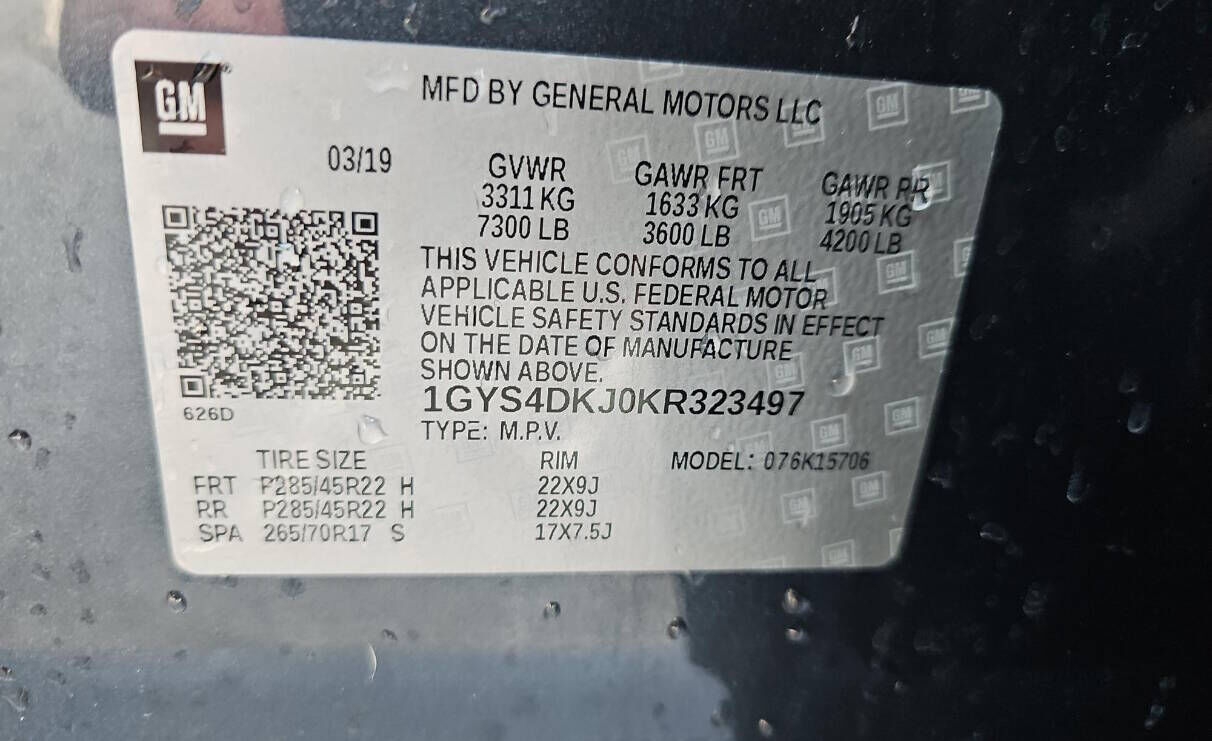 GM
MFD BY GENERAL MOTORS LLC
03/19
GVWR GAWR FRT GAWR RR
3311 KG 1633 KG 1905 KG
7300 LB 3600 LB 4200 LB
THIS VEHICLE CONFORMS TO ALL
APPLICABLE U.S. FEDERAL MOTOR
VEHICLE SAFETY STANDARDS IN EFFECT
ON THE DATE OF MANUFACTURE
SHOWN ABOVE.
1GYS4DKJ0KR323497
626D
TYPE: M.P.V.
TIRE SIZE RIM MODEL: 076K15706
FRT P285/45R22 H 22X9J
RR P285/45R22 H 22X9J
SPA 265/70R17 S 17X7.5J